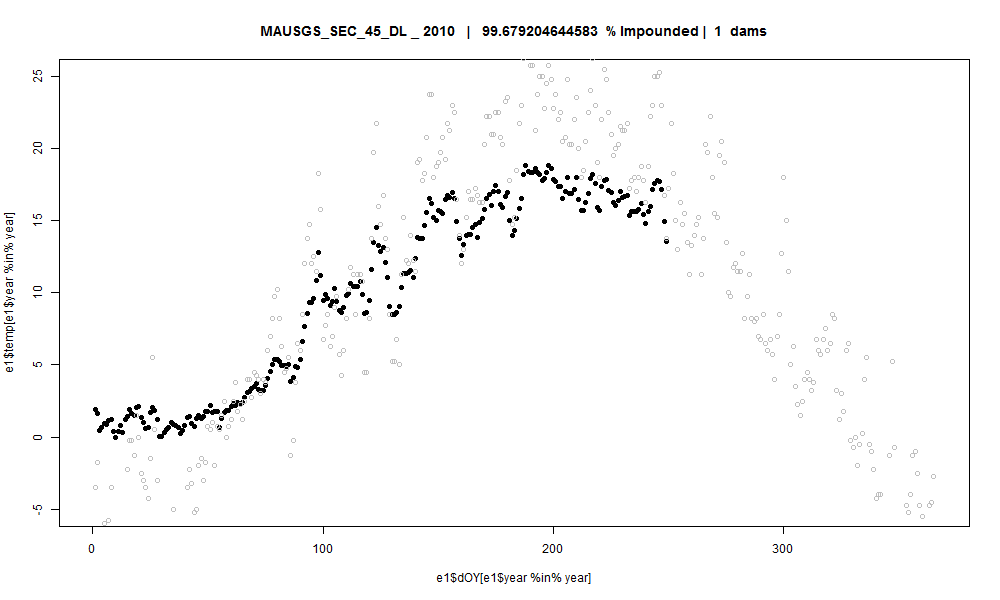 MAUSGS_SEC_45_DL _ 2010 | 99.679204644583 % Impounded | 1 dams
25
20
15
10
5
0
-5
e1$temp[e1$year %in% year]
0 100 200 300
e1$dOY[e1$year %in% year]